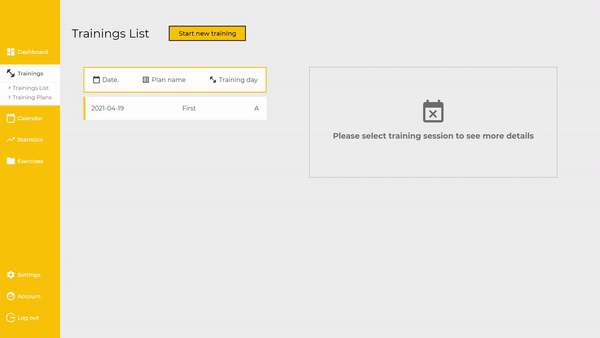 Trainings List
Start new training
Dashboard
Trainings
> Trainings List
> Training Plans
Calendar
Statistics
Exercises
Settings
Account
Log out
Date.
Plan name
Training day
2021-04-19
First
A
Please select training session to see more details